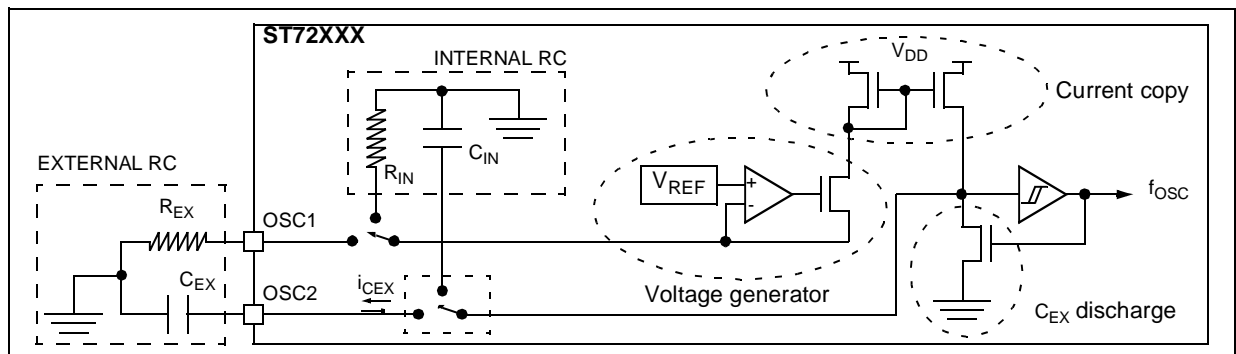 ST72XXX
INTERNAL RC
V_DD
Current copy
R_IN
C_IN
EXTERNAL RC
V_REF
+
-
f_OSC
R_EX
OSC1
C_EX
OSC2
i_CEX
Voltage generator
C_EX discharge